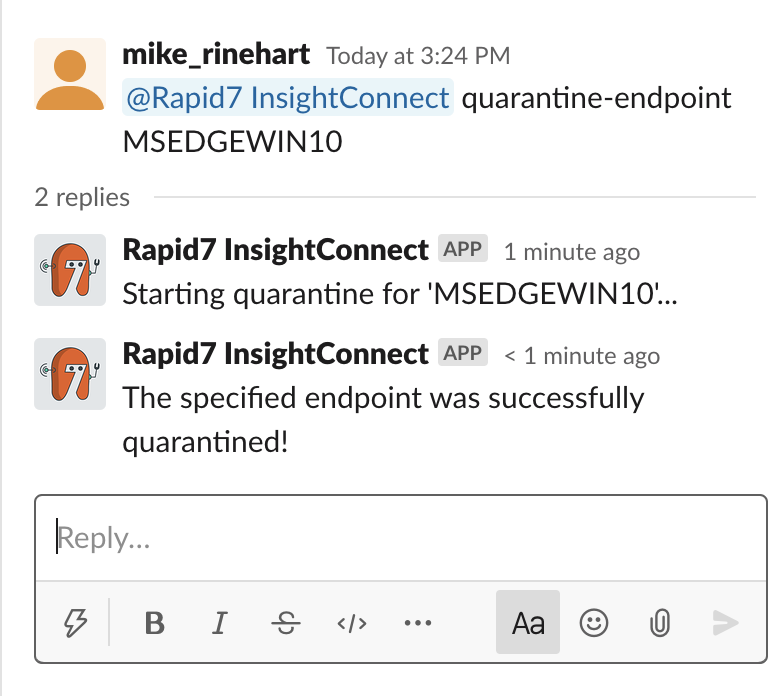 mike_rinehart Today at 3:24 PM
@Rapid7 InsightConnect quarantine-endpoint
MSEDGEWIN10
2 replies
Rapid7 InsightConnect APP 1 minute ago
Starting quarantine for 'MSEDGEWIN10'...
Rapid7 InsightConnect APP < 1 minute ago
The specified endpoint was successfully
quarantined!
Reply...
B I S </> Aa